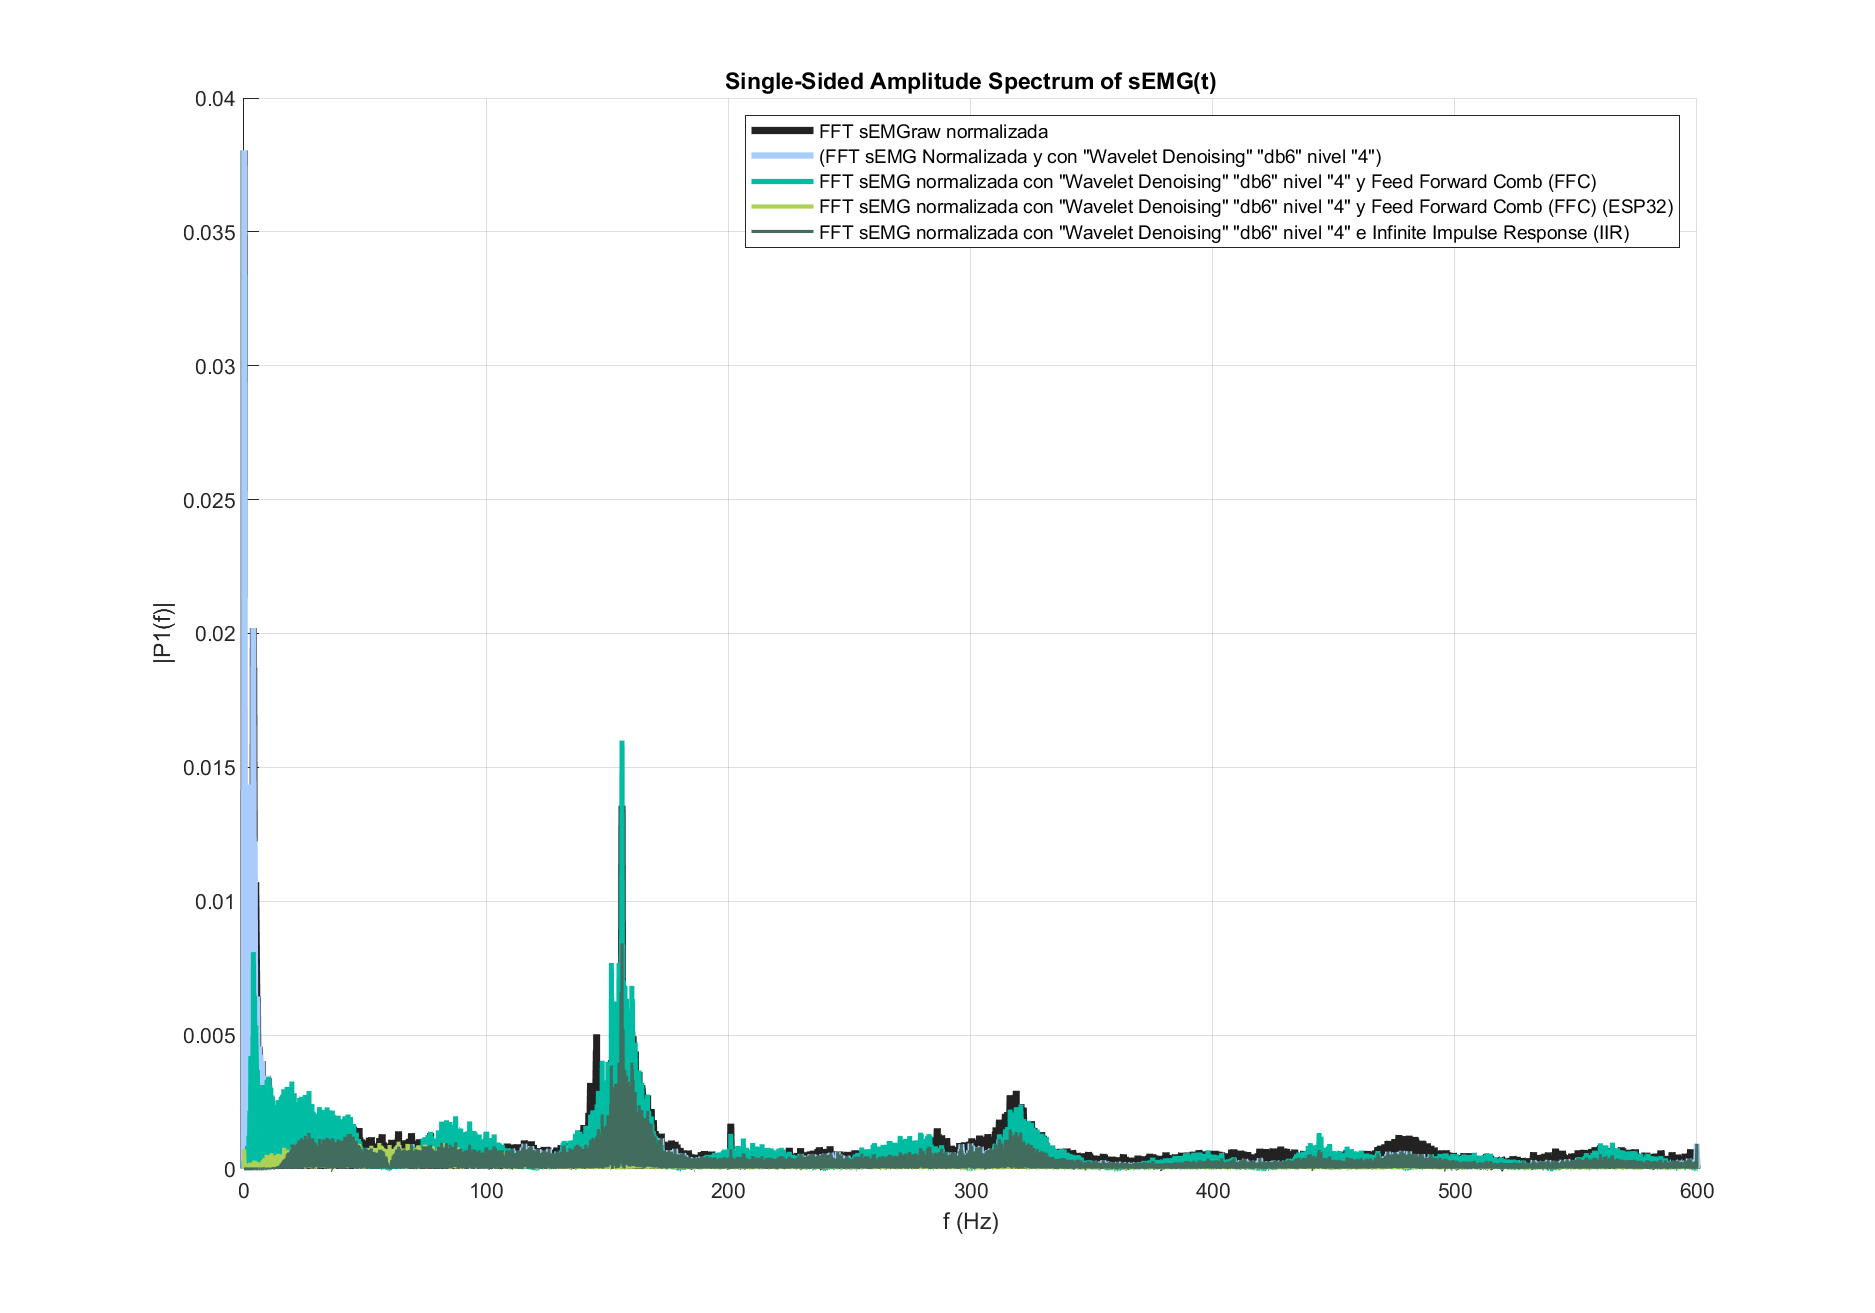 Single-Sided Amplitude Spectrum of sEMG(t)
FFT sEMGraw normalizada
(FFT sEMG Normalizada y con "Wavelet Denoising" "db6" nivel "4")
FFT sEMG normalizada con "Wavelet Denoising" "db6" nivel "4" y Feed Forward Comb (FFC)
FFT sEMG normalizada con "Wavelet Denoising" "db6" nivel "4" y Feed Forward Comb (FFC) (ESP32)
FFT sEMG normalizada con "Wavelet Denoising" "db6" nivel "4" e Infinite Impulse Response (IIR)
0.04
0.035
0.03
0.025
0.02
0.015
0.01
0.005
0
|P1(f)|
0 100 200 300 400 500 600
f (Hz)